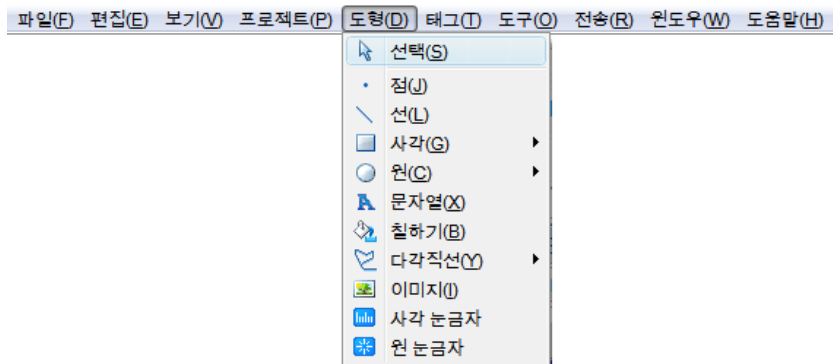 파일(F) 편집(E) 보기(V) 프로젝트(P) 도형(D) 태그(T) 도구(O) 전송(R) 윈도우(W) 도움말(H)
선택(S)
점(J)
선(L)
사각(G)
원(C)
문자열(X)
칠하기(B)
다각직선(Y)
이미지(I)
사각 눈금자
원 눈금자